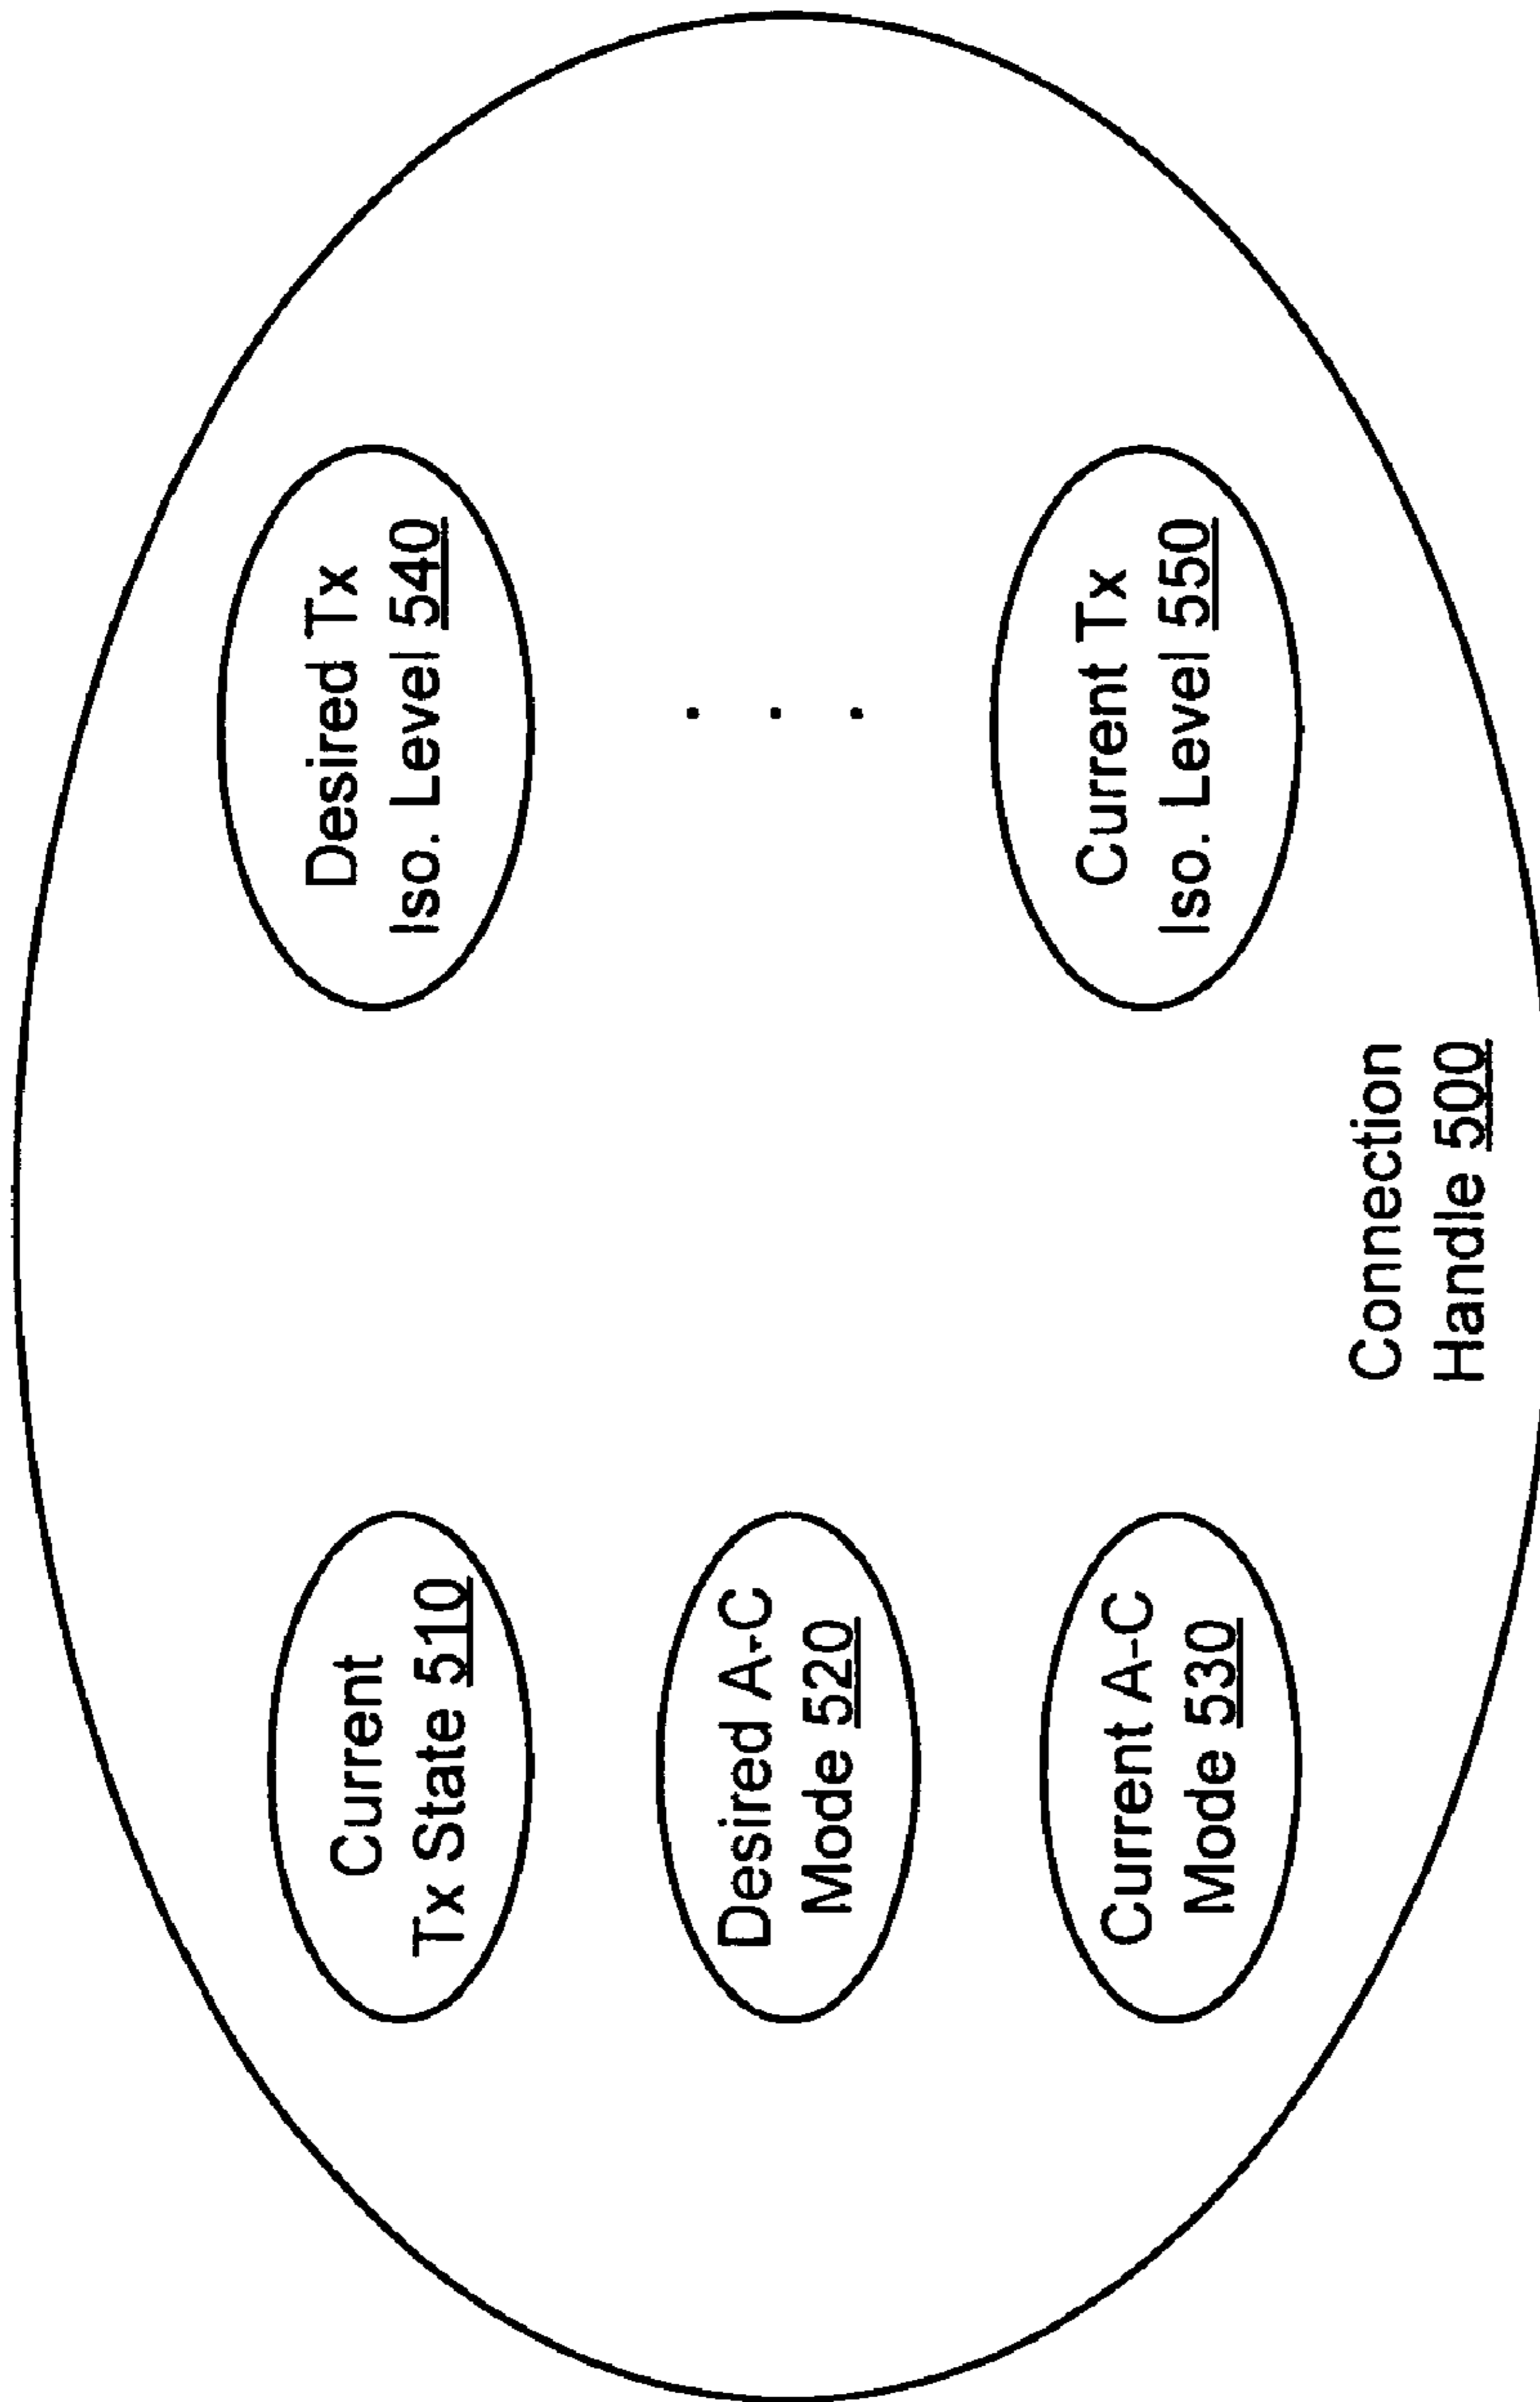 Current
Tx State 510
Desired A-C
Mode 520
Current A-C
Mode 530
Desired Tx
Iso. Level 540
. . .
Current Tx
Iso. Level 550
Connection
Handle 500